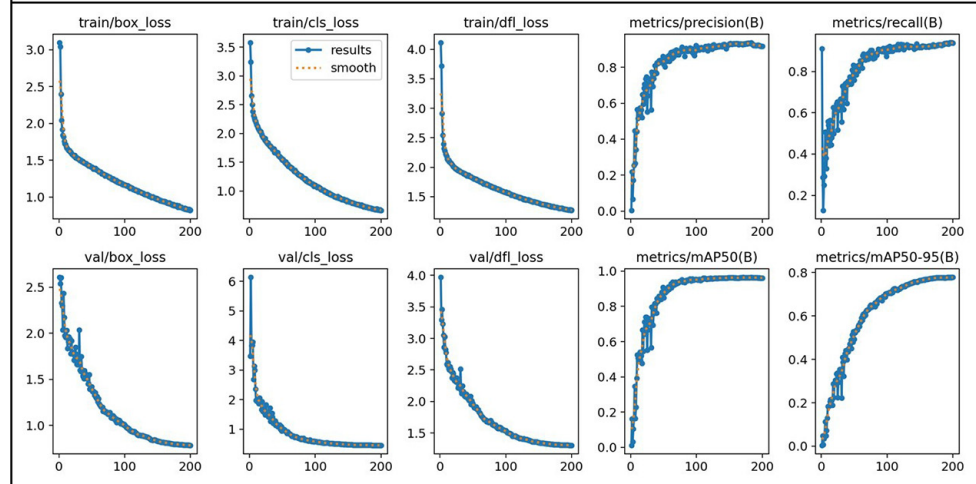 train/box_loss
train/cls_loss
train/dfl_loss
metrics/precision(B)
metrics/recall(B)
3.0
2.5
2.0
1.5
1.0
0 100 200
3.5
3.0
2.5
2.0
1.5
1.0
0 100 200
results
smooth
4.0
3.5
3.0
2.5
2.0
1.5
0 100 200
0.8
0.6
0.4
0.2
0.0
0 100 200
0.8
0.6
0.4
0.2
0 100 200
val/box_loss
val/cls_loss
val/dfl_loss
metrics/mAP50(B)
metrics/mAP50-95(B)
2.5
2.0
1.5
1.0
0 100 200
6
5
4
3
2
1
0 100 200
4.0
3.5
3.0
2.5
2.0
1.5
0 100 200
1.0
0.8
0.6
0.4
0.2
0.0
0 100 200
0.8
0.6
0.4
0.2
0.0
0 100 200